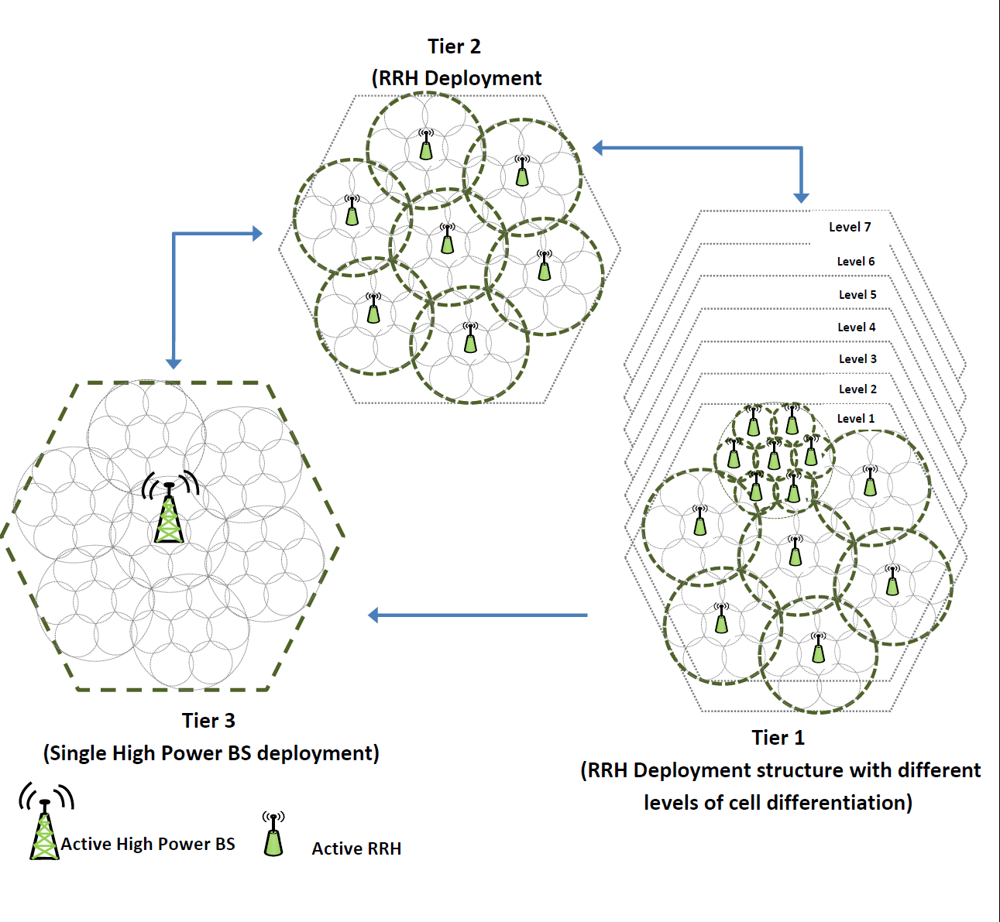 Tier 2
(RRH Deployment
Level 7
Level 6
Level 5
Level 4
Level 3
Level 2
Level 1
Tier 3
(Single High Power BS deployment)
Tier 1
(RRH Deployment structure with different
levels of cell differentiation)
Active High Power BS
Active RRH